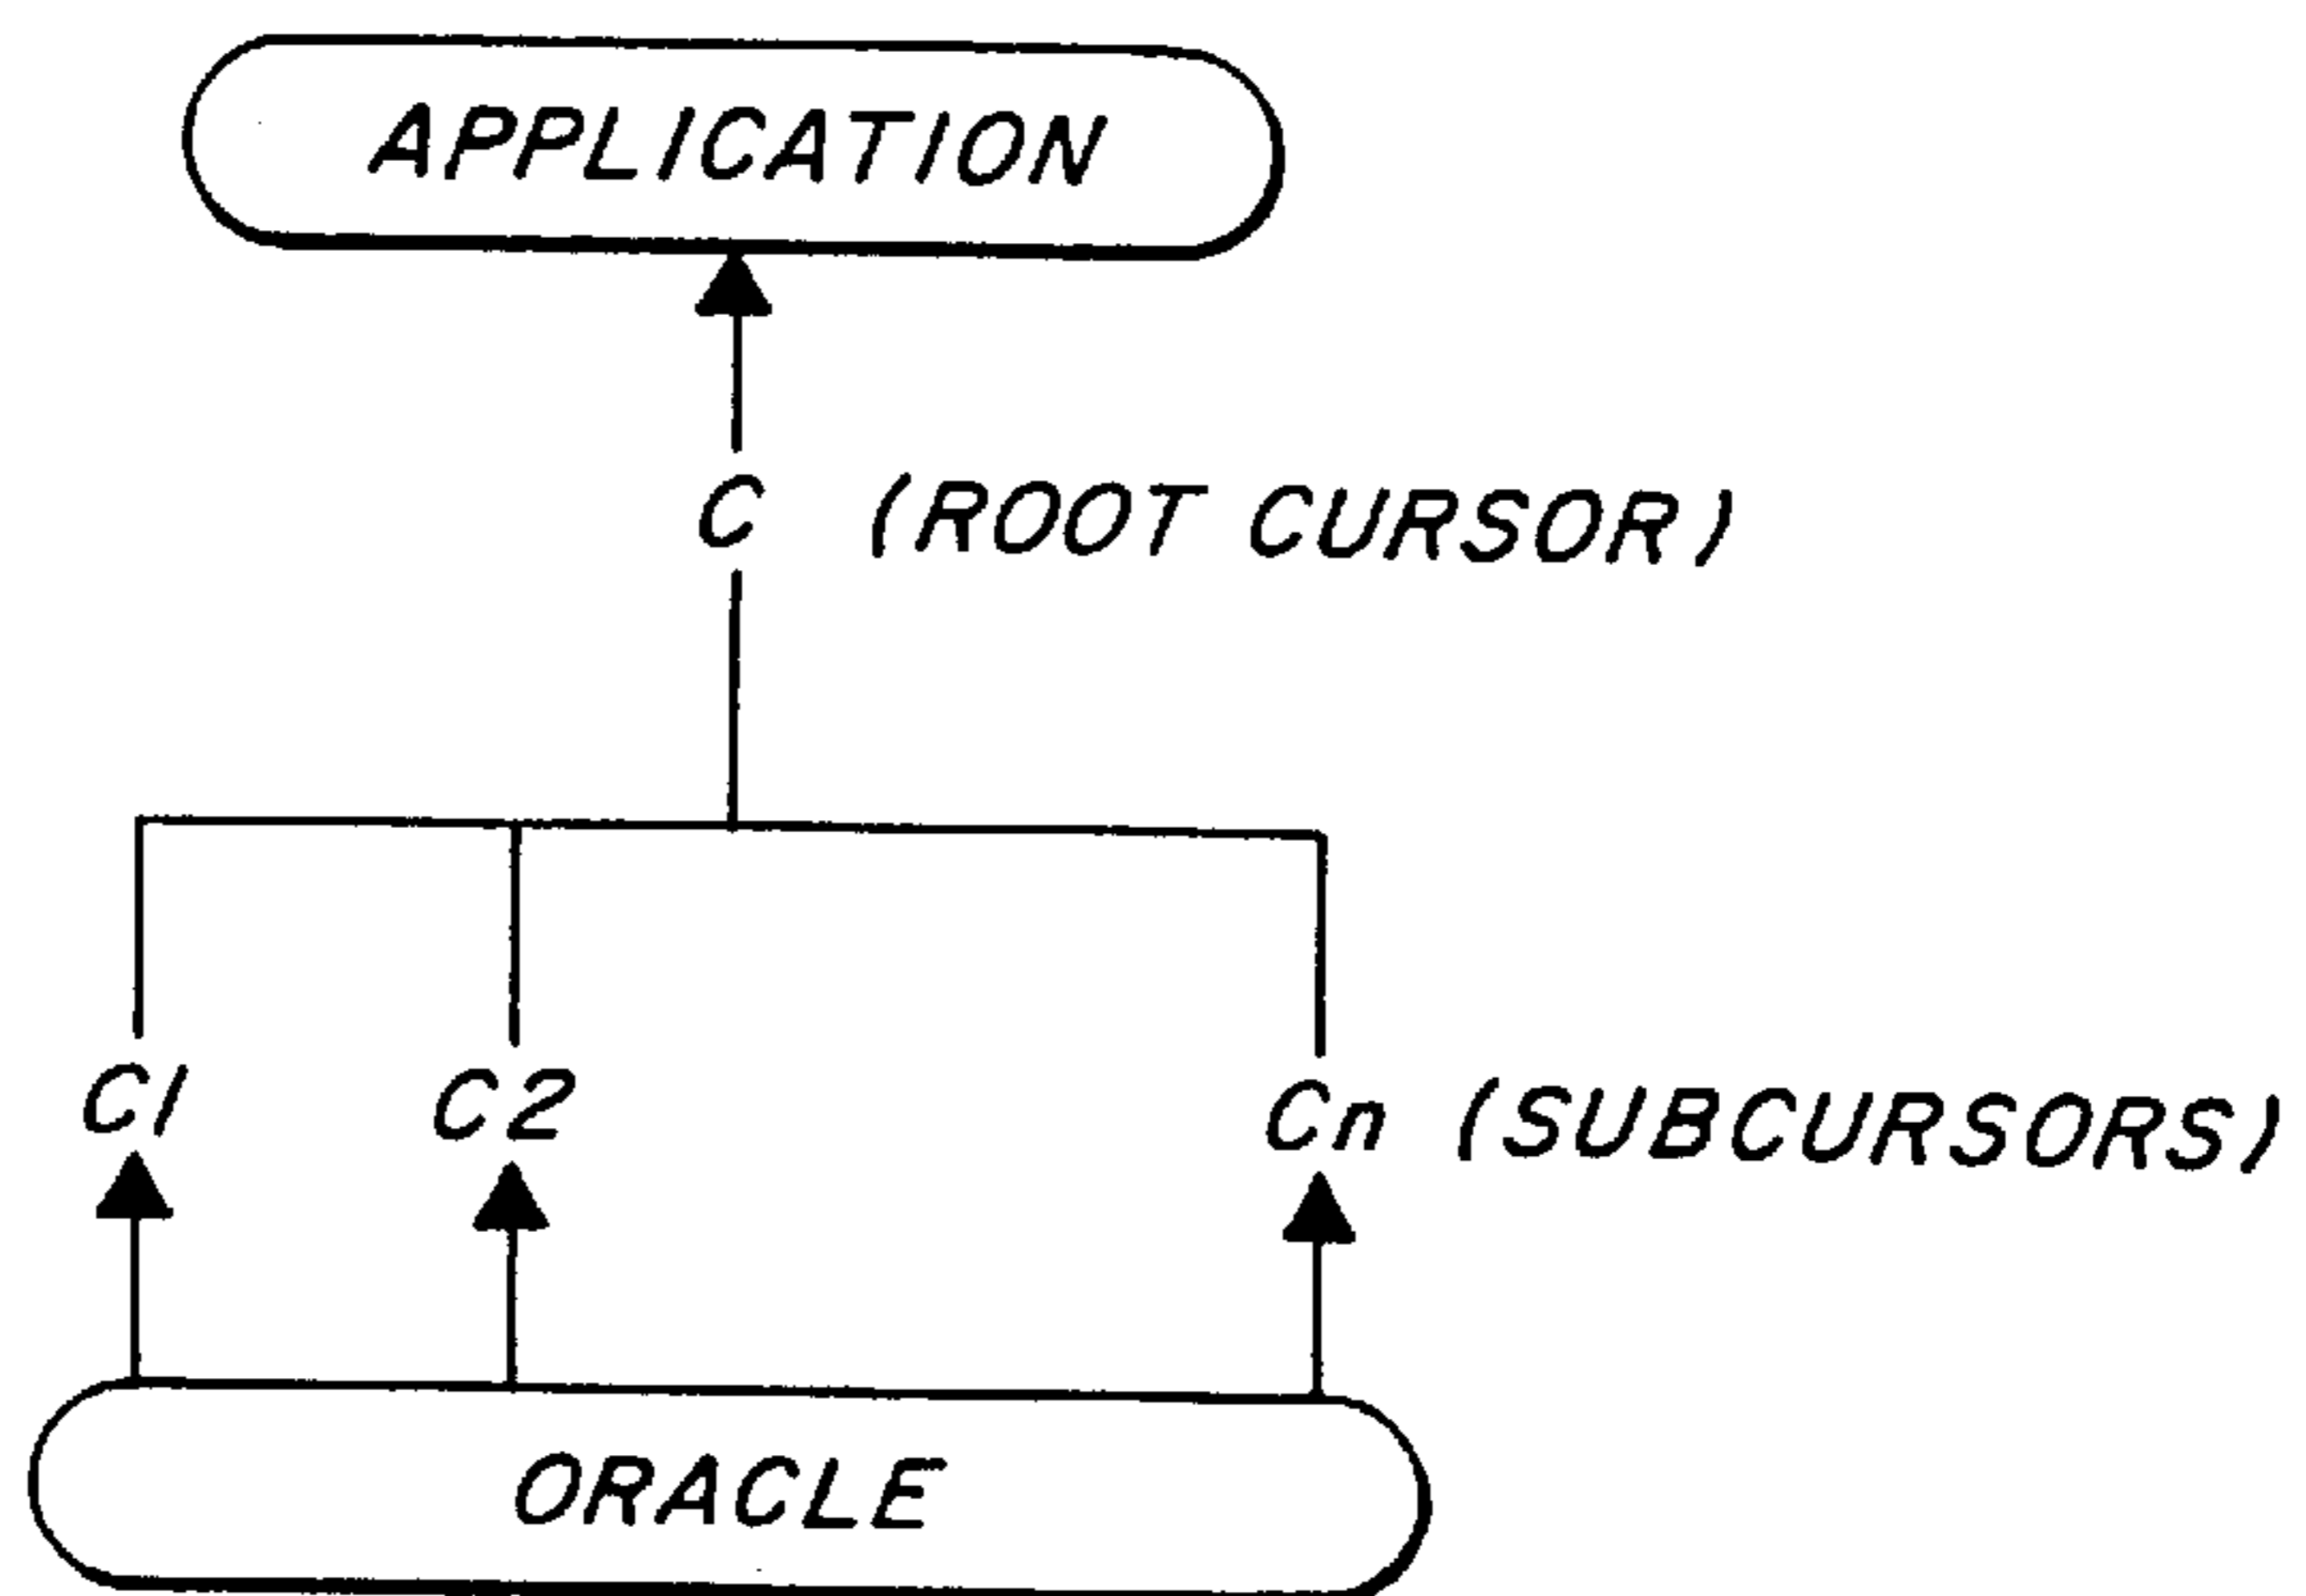 APPLICATION
C (ROOT CURSOR)
C1 C2 Cn (SUBCURSORS)
ORACLE